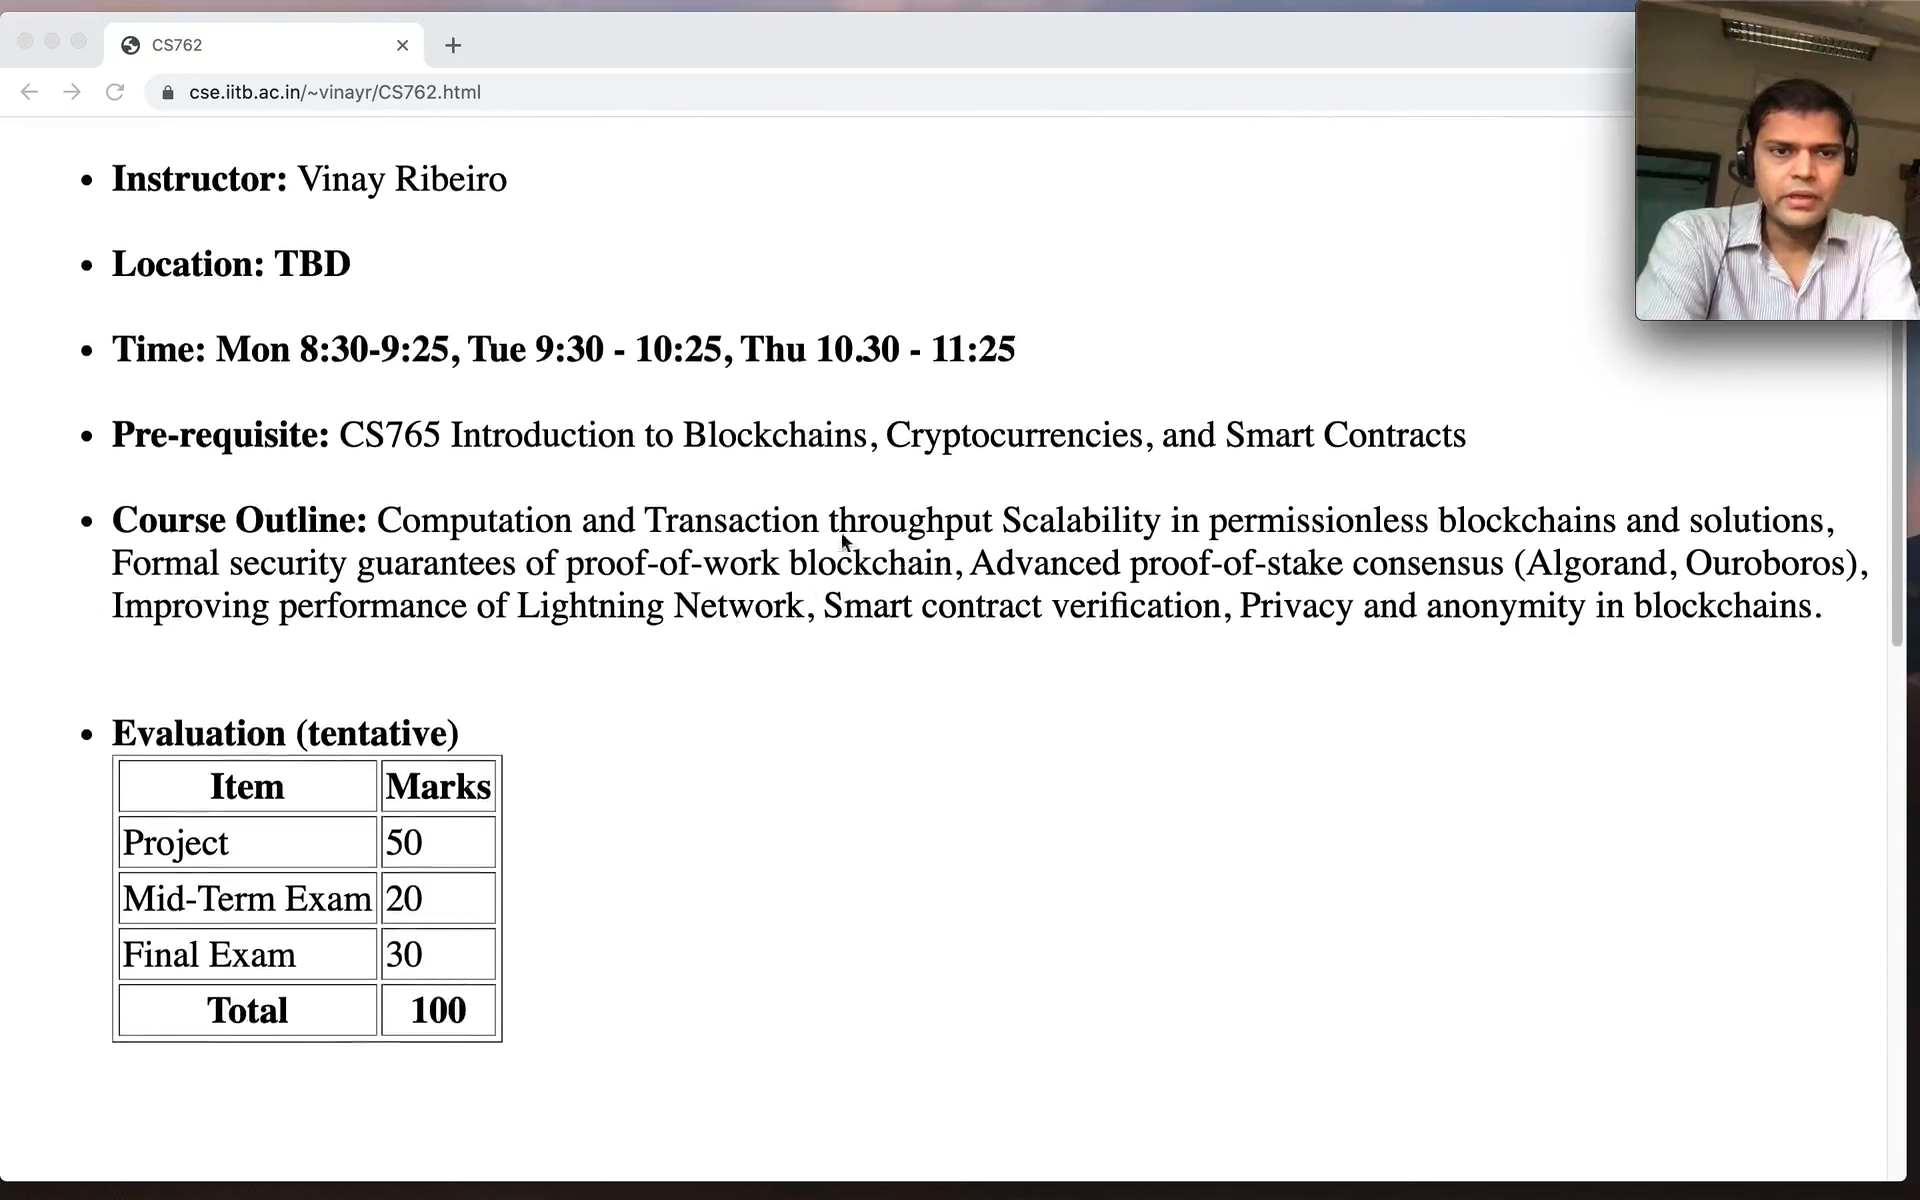 CS762
cse.iitb.ac.in/~vinayr/CS762.html
Instructor: Vinay Ribeiro
Location: TBD
Time: Mon 8:30-9:25, Tue 9:30 - 10:25, Thu 10.30 - 11:25
Pre-requisite: CS765 Introduction to Blockchains, Cryptocurrencies, and Smart Contracts
Course Outline: Computation and Transaction throughput Scalability in permissionless blockchains and solutions,
Formal security guarantees of proof-of-work blockchain, Advanced proof-of-stake consensus (Algorand, Ouroboros),
Improving performance of Lightning Network, Smart contract verification, Privacy and anonymity in blockchains.
Evaluation (tentative)
Item Marks
Project 50
Mid-Term Exam 20
Final Exam 30
Total 100